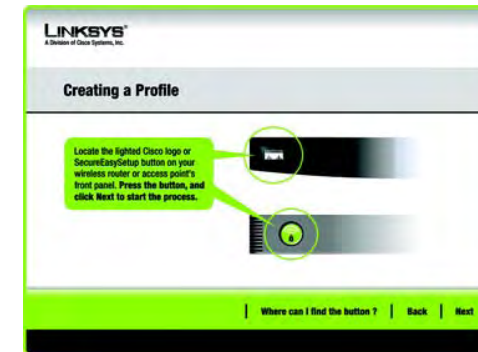 LINKSYS®
A Division of Cisco Systems, Inc.
Creating a Profile
Locate the lighted Cisco logo or
SecureEasySetup button on your
wireless router or access point's
front panel. Press the button, and
click Next to start the process.
Where can I find the button ? | Back | Next